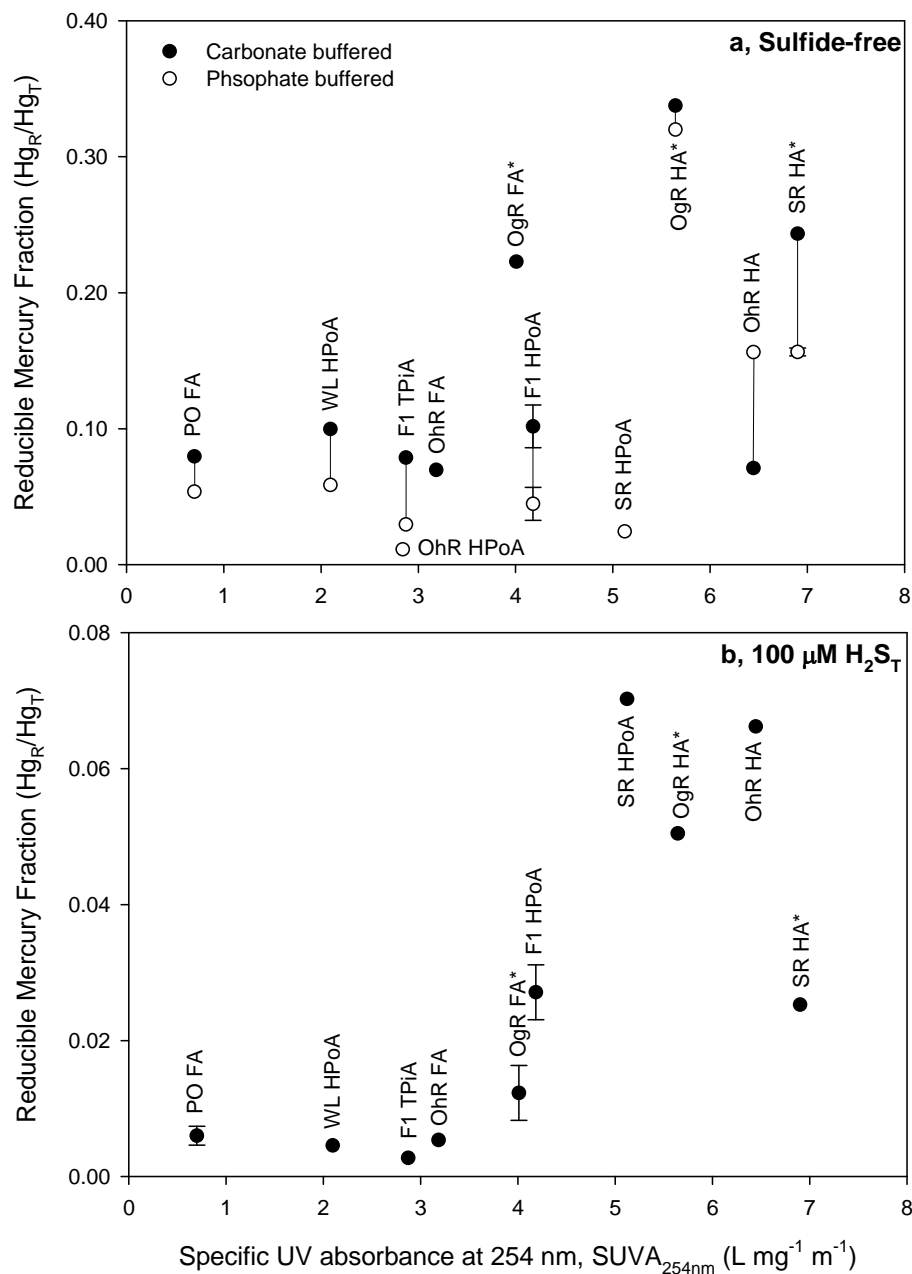 Reducible Mercury Fraction (Hg_R/Hg_T)
0.40
0.30
0.20
0.10
0.00
Carbonate buffered
Phsophate buffered
a, Sulfide-free
PO FA
WL HPoA
F1 TPiA
OhR FA
OhR HPoA
OgR FA*
F1 HPoA
SR HPoA
OgR HA*
OhR HA
SR HA*
0 1 2 3 4 5 6 7 8
Reducible Mercury Fraction (Hg_R/Hg_T)
0.08
0.06
0.04
0.02
0.00
b, 100 μM H₂S_T
PO FA
WL HPoA
F1 TPiA
OhR FA
OgR FA*
F1 HPoA
SR HPoA
OgR HA*
OhR HA
SR HA*
0 1 2 3 4 5 6 7 8
Specific UV absorbance at 254 nm, SUVA_254nm (L mg⁻¹ m⁻¹)